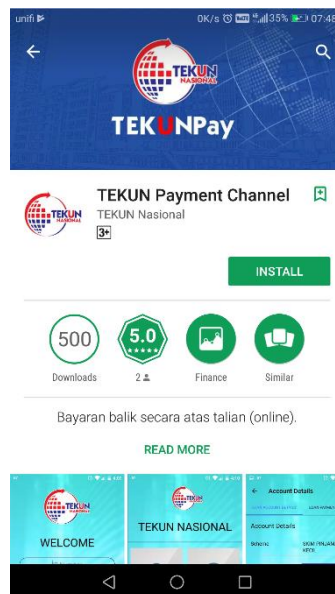 unifi
0K/s 35% 07:48
TEKUN
NASIONAL
TEKUNPay
TEKUN Payment Channel
TEKUN Nasional
3+
TEKUN
NASIONAL
INSTALL
500
5.0
Downloads
2
Finance
Similar
Bayaran balik secara atas talian (online).
READ MORE
TEKUN
TEKUN
Account Details
WELCOME
TEKUN NASIONAL
Account Details
Scheme